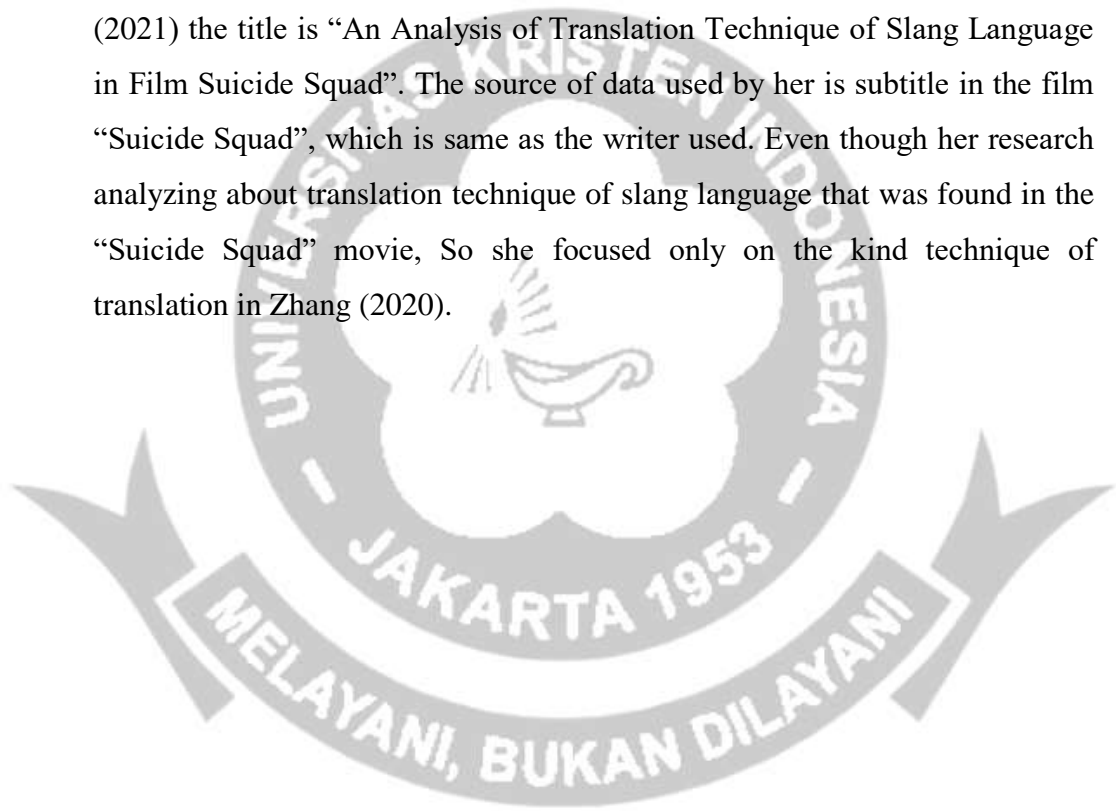 (2021) the title is “An Analysis of Translation Technique of Slang Language
in Film Suicide Squad”. The source of data used by her is subtitle in the film
“Suicide Squad”, which is same as the writer used. Even though her research
analyzing about translation technique of slang language that was found in the
“Suicide Squad” movie, So she focused only on the kind technique of
translation in Zhang (2020).
UNIVERSITAS KRISTEN INDONESIA
- JAKARTA 1953 -
MELAYANI, BUKAN DILAYANI